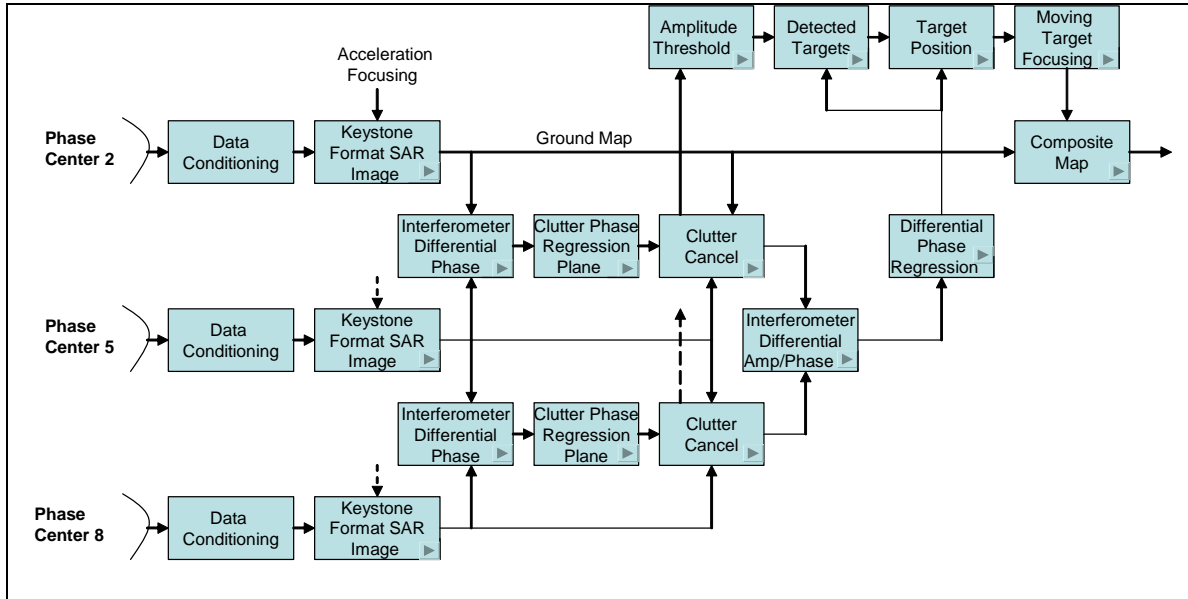 Amplitude
Threshold
Detected
Targets
Target
Position
Moving
Target
Focusing
Acceleration
Focusing
Phase
Center 2
Data
Conditioning
Keystone
Format SAR
Image
Ground Map
Composite
Map
Interferometer
Differential
Phase
Clutter Phase
Regression
Plane
Clutter
Cancel
Differential
Phase
Regression
Phase
Center 5
Data
Conditioning
Keystone
Format SAR
Image
Interferometer
Differential
Amp/Phase
Interferometer
Differential
Phase
Clutter Phase
Regression
Plane
Clutter
Cancel
Phase
Center 8
Data
Conditioning
Keystone
Format SAR
Image